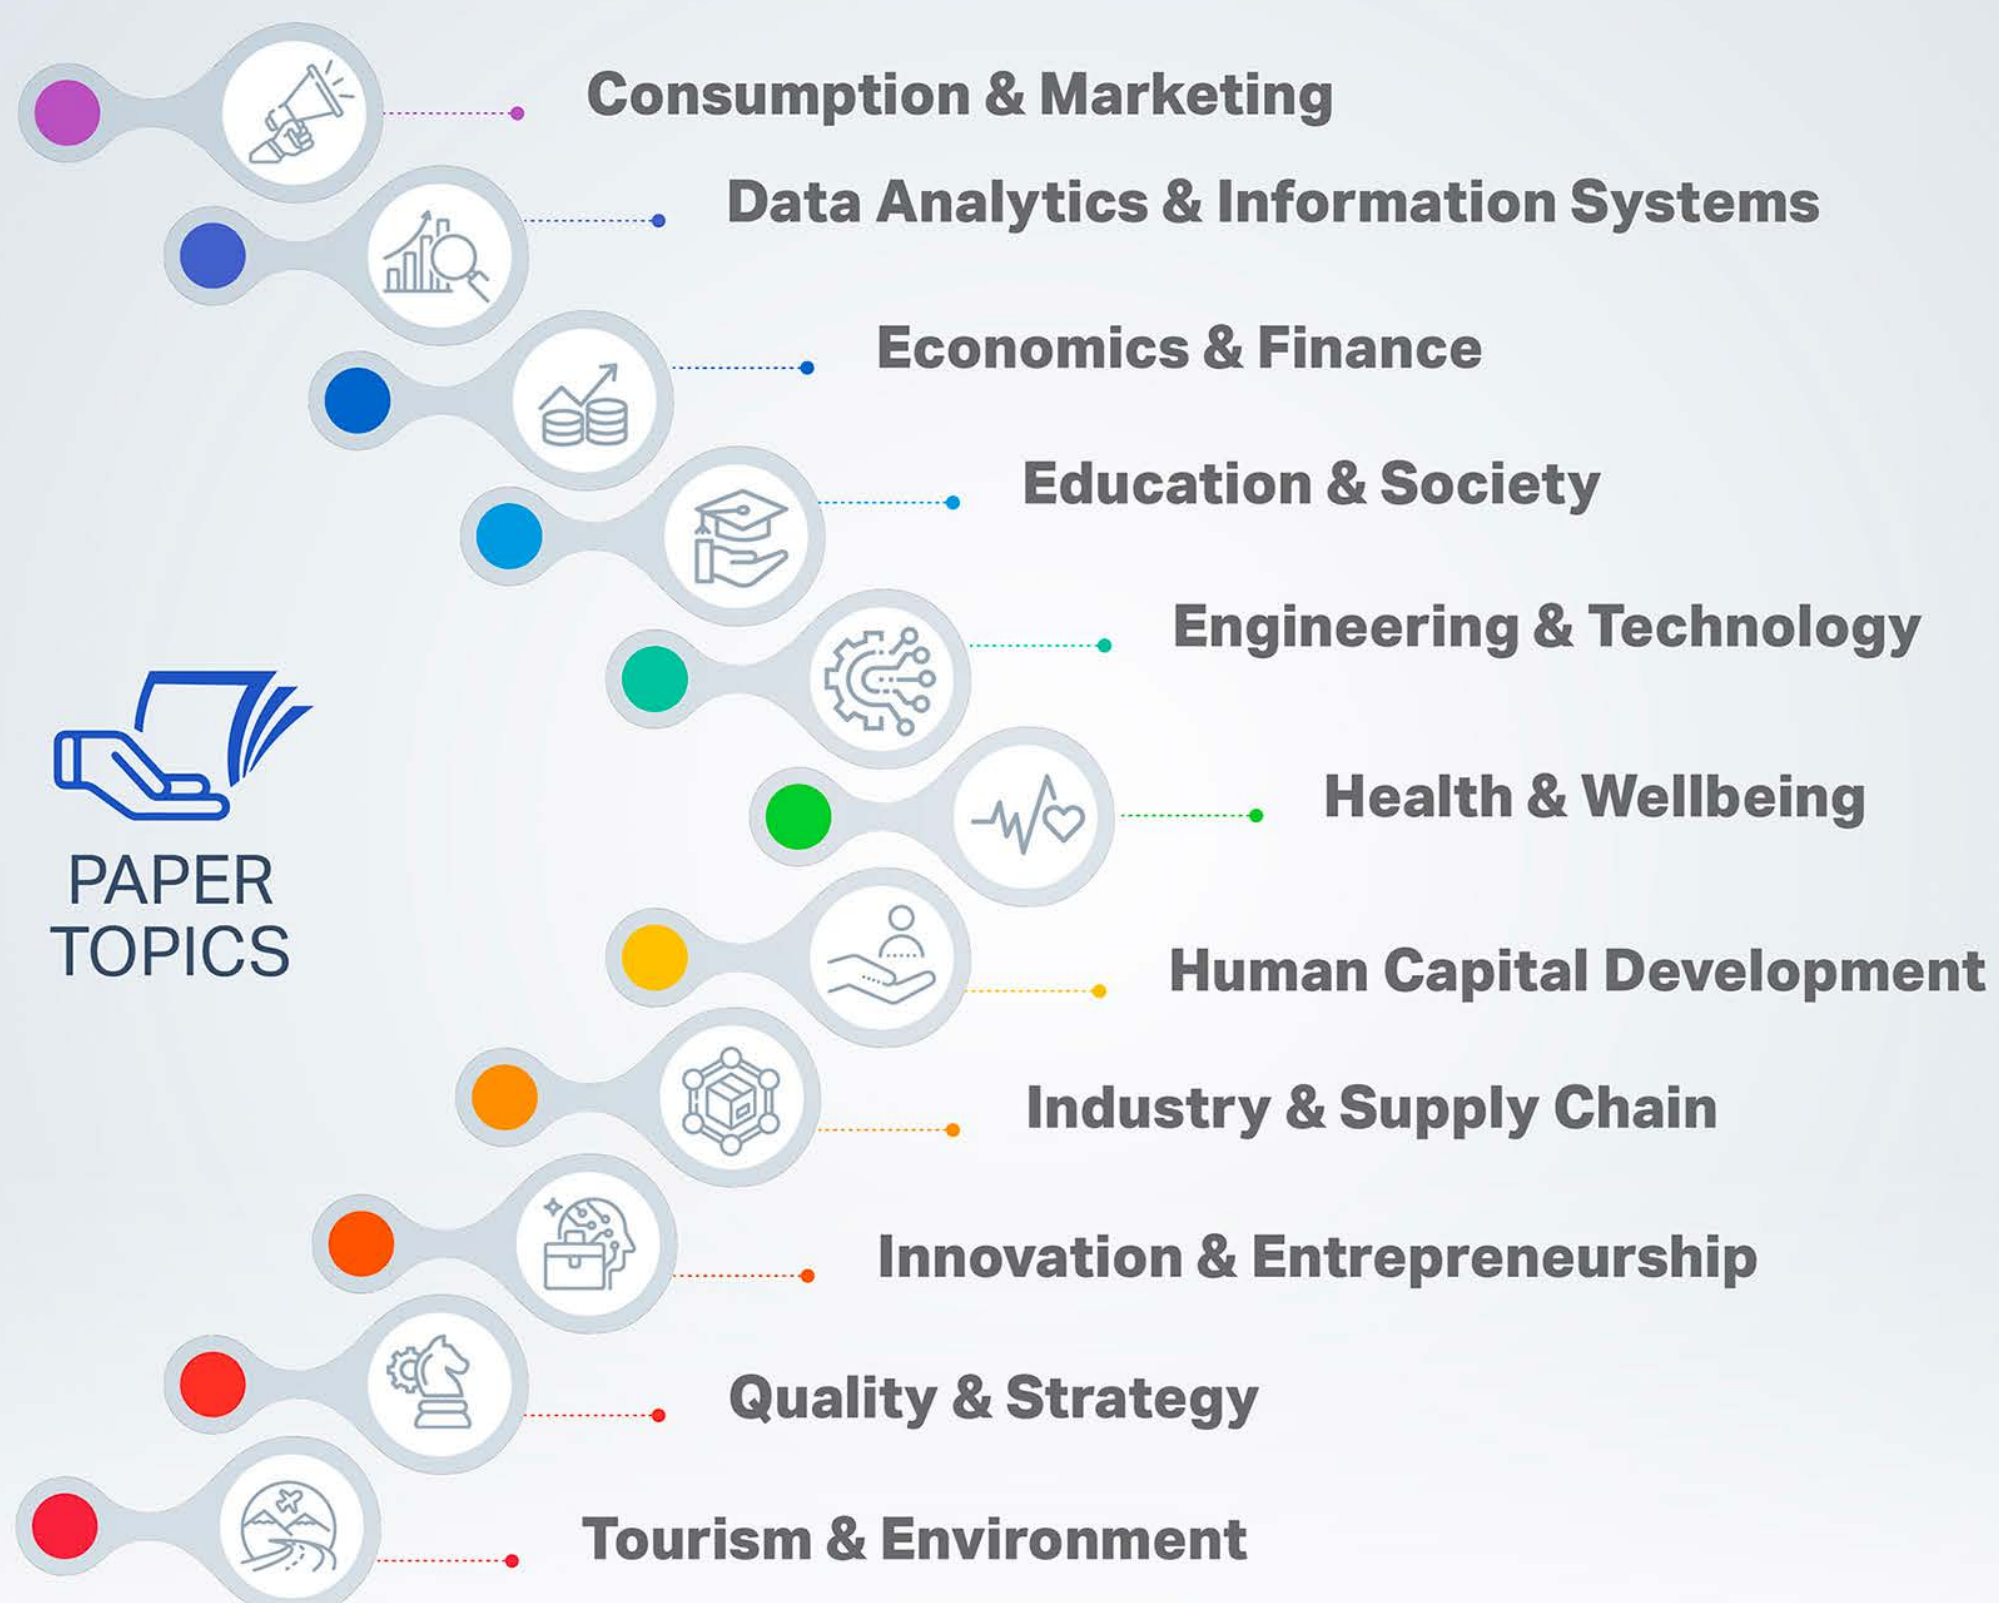 Consumption & Marketing
Data Analytics & Information Systems
Economics & Finance
Education & Society
Engineering & Technology
Health & Wellbeing
PAPER
TOPICS
Human Capital Development
Industry & Supply Chain
Innovation & Entrepreneurship
Quality & Strategy
Tourism & Environment